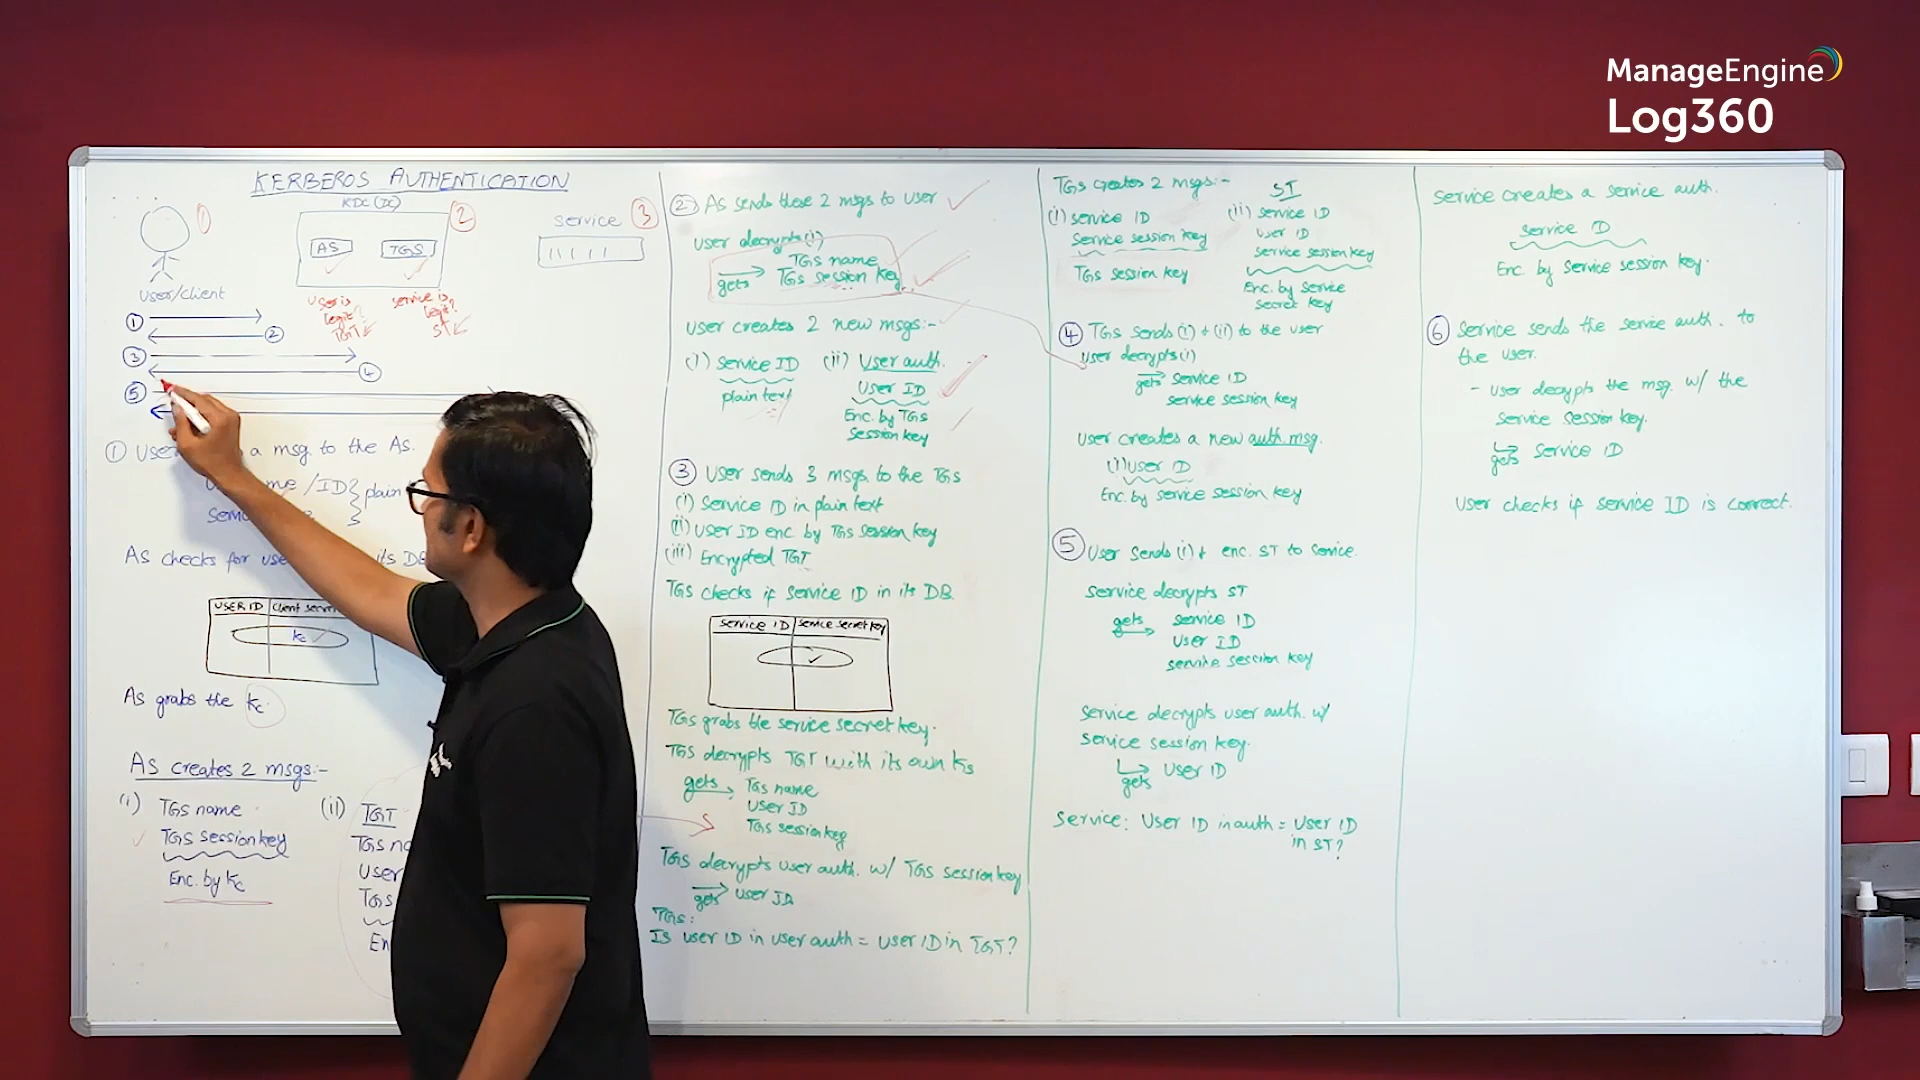 ManageEngine
Log360
KERBEROS AUTHENTICATION
1
KDC (DC)
2
AS
TGS
service 3
User/client
User is legit? TGT
service is legit? ST
1
2
3
4
5
1 User a msg to the AS.
/ID } plain
AS checks for its DB
USER ID | Client
Kc
AS grabs the Kc
AS creates 2 msgs:-
(i) TGS name
TGS session key
Enc. by Kc
(ii) TGT
TGS
User
TGS
2 AS sends these 2 msgs to user
User decrypts (i)
gets TGS name
TGS session key
User creates 2 new msgs:-
(i) Service ID
plain text
(ii) User auth.
User ID
Enc. by TGS
session key
3 User sends 3 msgs to the TGS
(i) Service ID in plain text
(ii) User ID enc. by TGS session key
(iii) Encrypted TGT
TGS checks if service ID in its DB.
Service ID | Service secret key
TGS grabs the service secret key.
TGS decrypts TGT with its own Ks
gets TGS name
User ID
TGS session key
TGS decrypts user auth. w/ TGS session key
gets user ID
TGS:
Is user ID in user auth = user ID in TGT?
TGS creates 2 msgs:-
(i) service ID
Service session key
TGS session key
ST
(ii) service ID
User ID
Service session key
Enc. by service
secret key
4 TGS sends (i) + (ii) to the user
User decrypts (i)
gets service ID
service session key
User creates a new auth msg.
(i) User ID
Enc. by service session key
5 User sends (i) + enc. ST to service.
Service decrypts ST
gets service ID
User ID
service session key
Service decrypts user auth. w/
service session key.
gets User ID
Service: User ID in auth = User ID
in ST?
Service creates a service auth.
service ID
Enc. by service session key.
6 Service sends the service auth. to
the user.
- User decrypts the msg. w/ the
service session key.
gets service ID
User checks if service ID is correct.